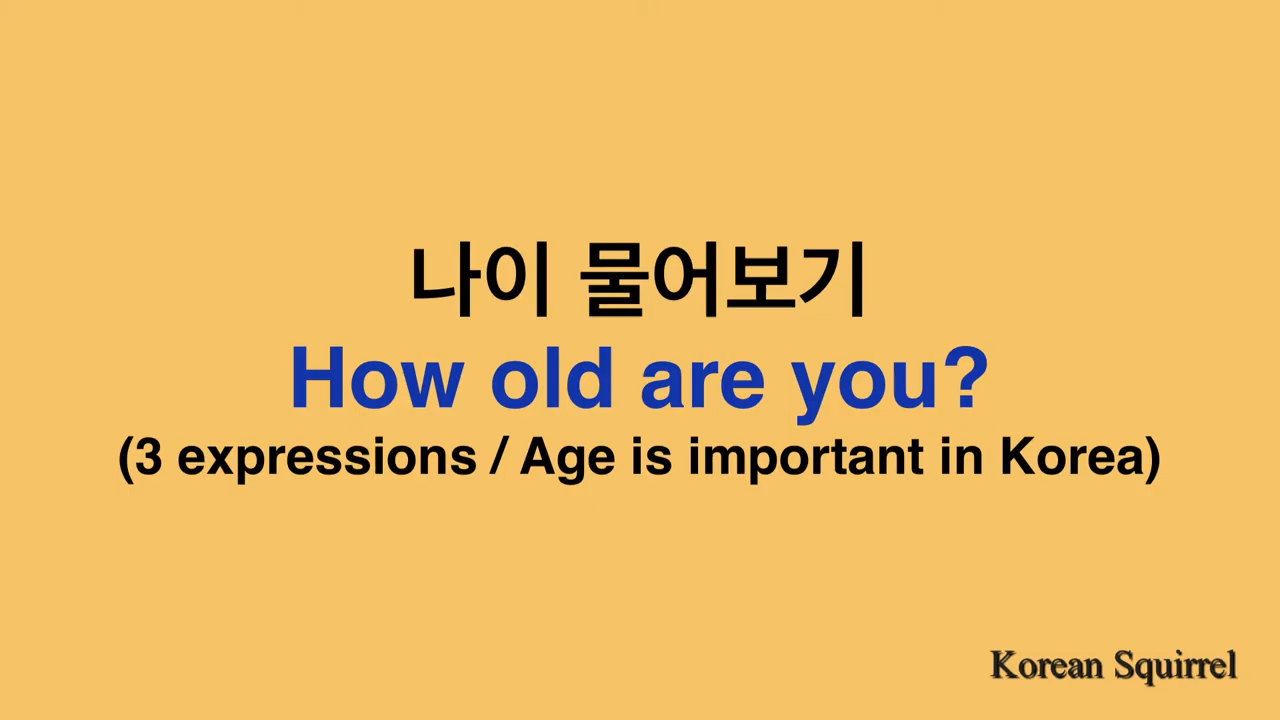 나이 물어보기
How old are you?
(3 expressions / Age is important in Korea)
Korean Squirrel